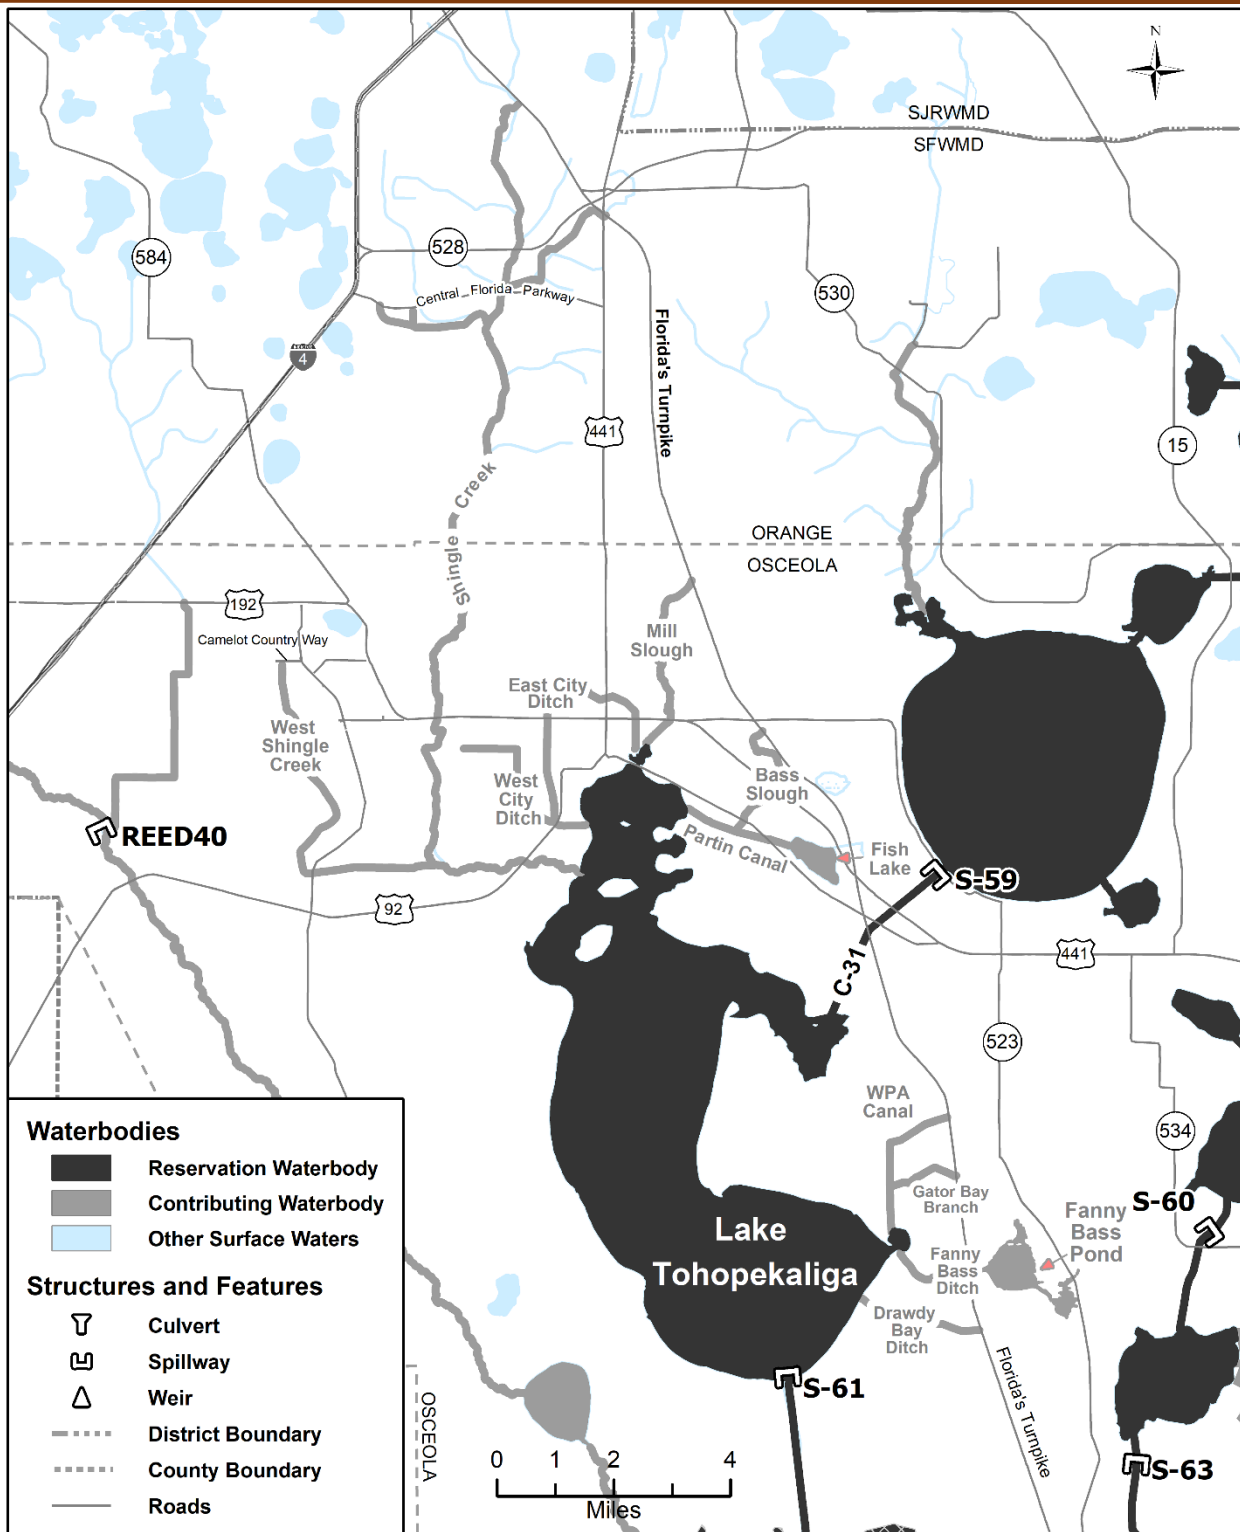 N
SJRWMD
SFWMD
584
528
Central Florida Parkway
530
4
Florida's Turnpike
441
15
Shingle Creek
ORANGE
OSCEOLA
192
Camelot Country Way
Mill
Slough
East City
Ditch
West
Shingle
Creek
West
City
Ditch
Bass
Slough
Partin Canal
Fish
Lake
REED40
S-59
92
441
C-31
523
WPA
Canal
534
Gator Bay
Branch
S-60
Fanny
Bass
Pond
Lake
Tohopekaliga
Fanny
Bass
Ditch
Drawdy
Bay
Ditch
Florida's Turnpike
S-61
S-63
OSCEOLA
Waterbodies
Reservation Waterbody
Contributing Waterbody
Other Surface Waters
Structures and Features
Culvert
Spillway
Weir
District Boundary
County Boundary
Roads
0 1 2 4
Miles